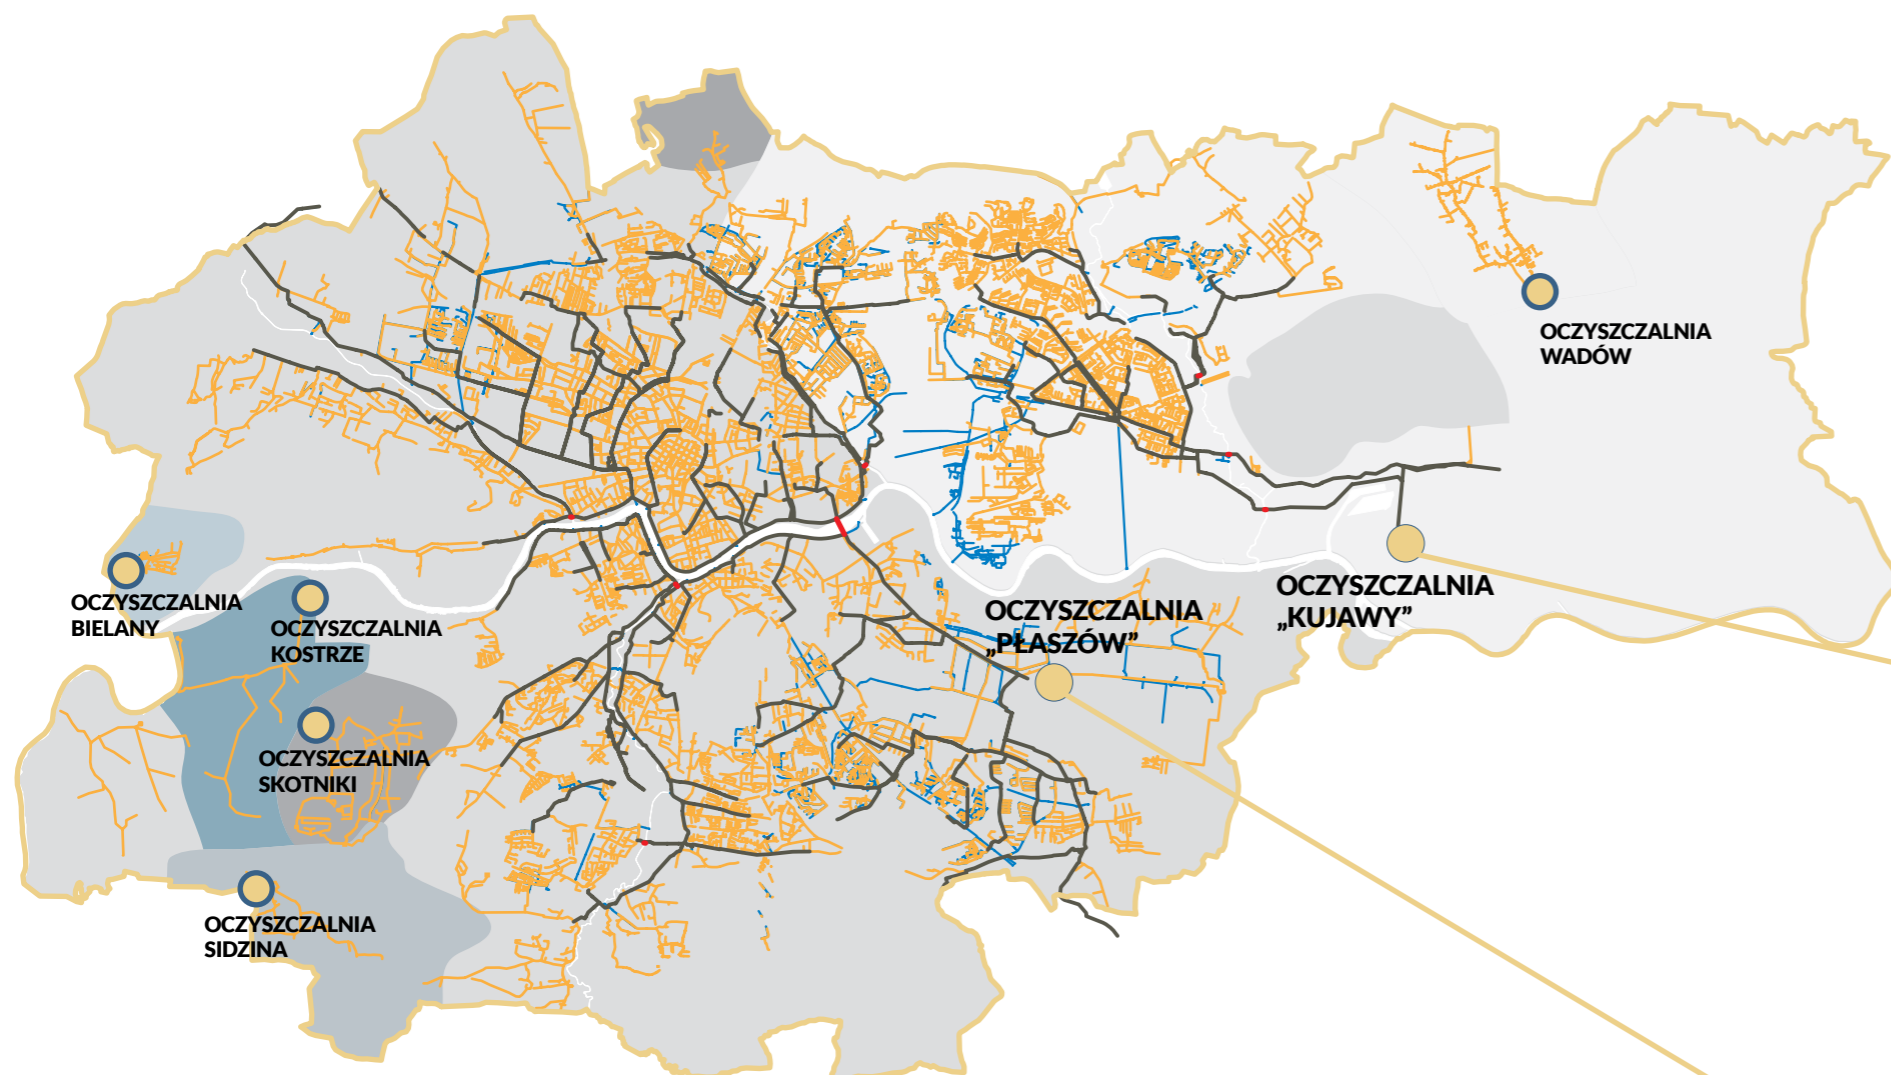 OCZYSZCZALNIA
WADÓW
OCZYSZCZALNIA
BIELANY
OCZYSZCZALNIA
KOSTRZE
OCZYSZCZALNIA
„PŁASZÓW”
OCZYSZCZALNIA
„KUJAWY”
OCZYSZCZALNIA
SKOTNIKI
OCZYSZCZALNIA
SIDZINA